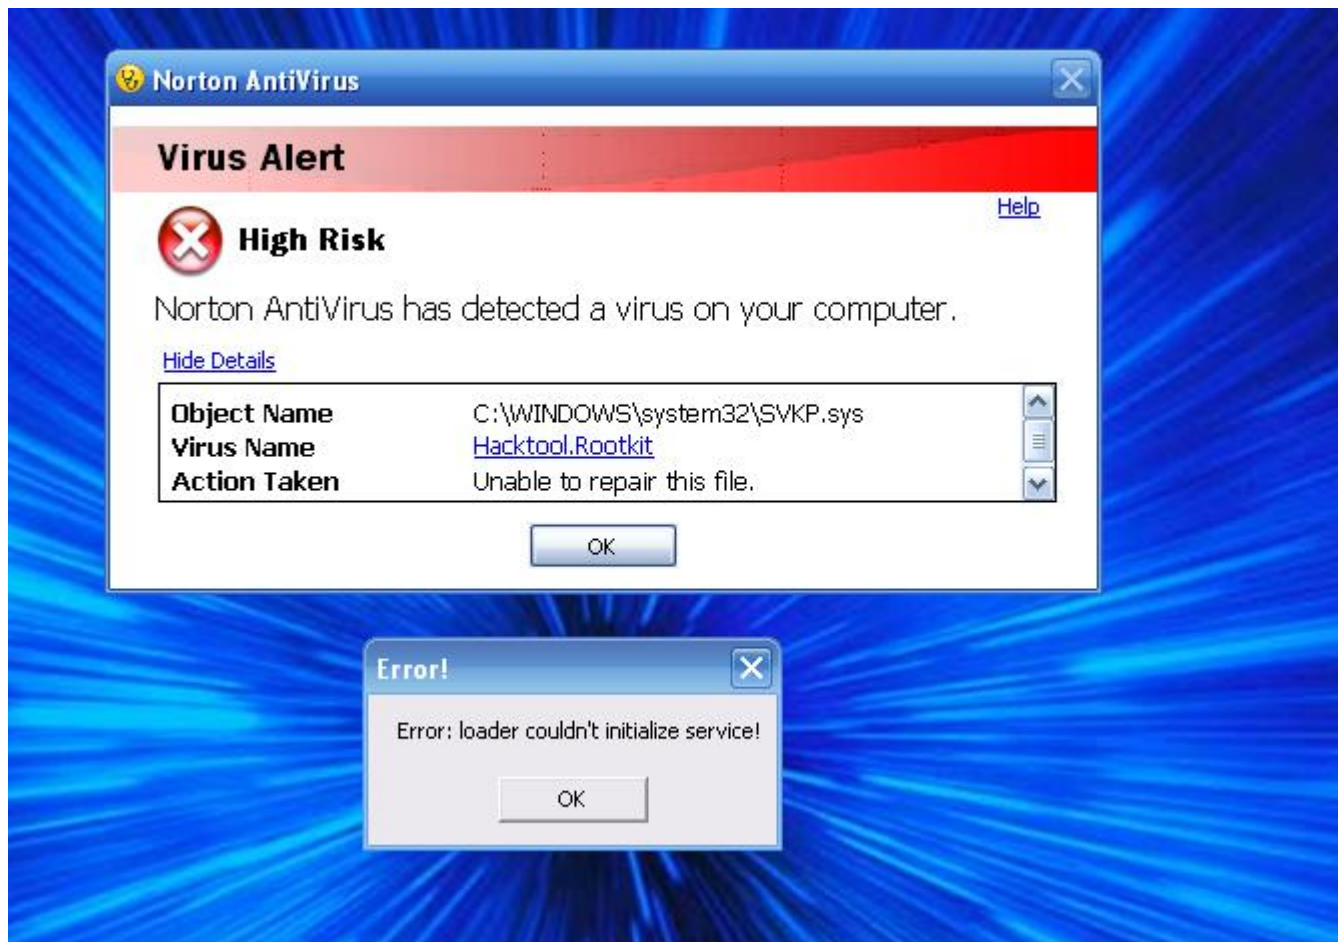 Norton AntiVirus
Virus Alert
Help
High Risk
Norton AntiVirus has detected a virus on your computer.
Hide Details
Object Name C:\WINDOWS\system32\SVKP.sys
Virus Name Hacktool.Rootkit
Action Taken Unable to repair this file.
OK
Error!
Error: loader couldn't initialize service!
OK